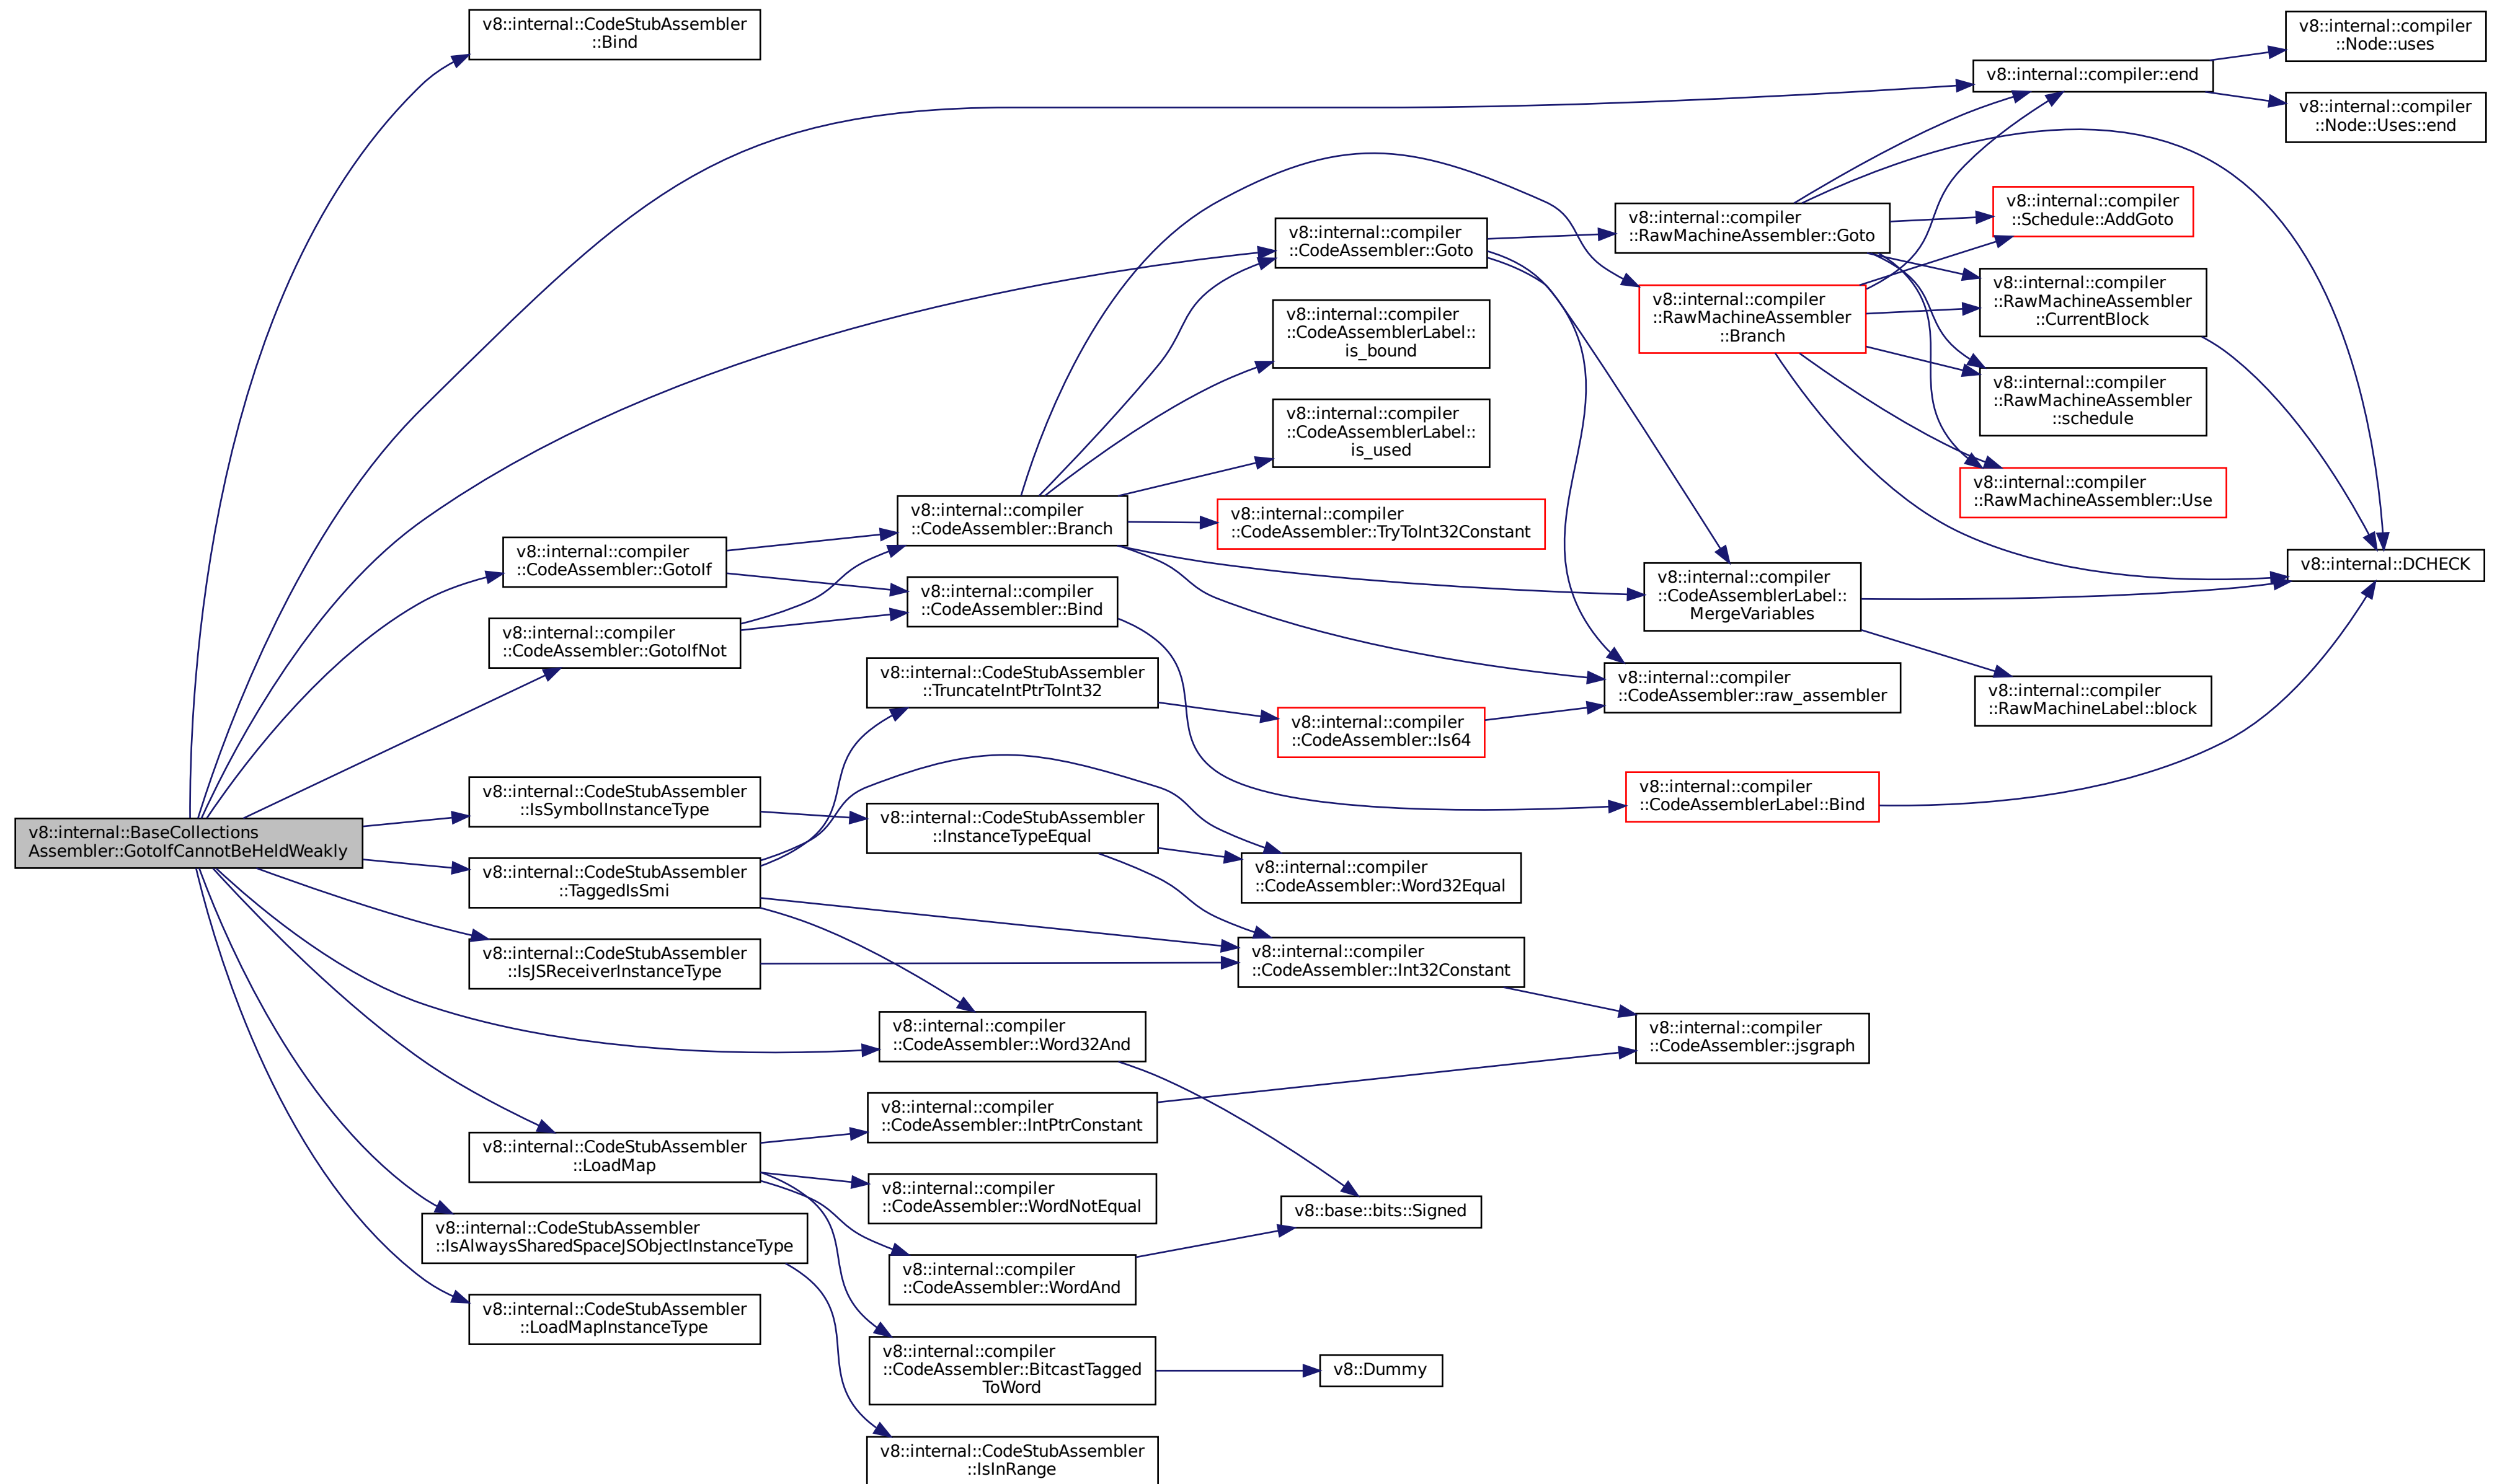 v8::internal::BaseCollections
Assembler::GotoIfCannotBeHeldWeakly
v8::internal::CodeStubAssembler
::Bind
v8::internal::compiler
::CodeAssembler::GotoIf
v8::internal::compiler
::CodeAssembler::GotoIfNot
v8::internal::CodeStubAssembler
::IsSymbolInstanceType
v8::internal::CodeStubAssembler
::TaggedIsSmi
v8::internal::CodeStubAssembler
::IsJSReceiverInstanceType
v8::internal::CodeStubAssembler
::LoadMap
v8::internal::CodeStubAssembler
::IsAlwaysSharedSpaceJSObjectInstanceType
v8::internal::CodeStubAssembler
::LoadMapInstanceType
v8::internal::compiler
::CodeAssembler::Branch
v8::internal::compiler
::CodeAssembler::Bind
v8::internal::CodeStubAssembler
::TruncateIntPtrToInt32
v8::internal::CodeStubAssembler
::InstanceTypeEqual
v8::internal::compiler
::CodeAssembler::Word32And
v8::internal::compiler
::CodeAssembler::IntPtrConstant
v8::internal::compiler
::CodeAssembler::WordNotEqual
v8::internal::compiler
::CodeAssembler::WordAnd
v8::internal::compiler
::CodeAssembler::BitcastTagged
ToWord
v8::internal::CodeStubAssembler
::IsInRange
v8::internal::compiler
::CodeAssembler::Goto
v8::internal::compiler
::CodeAssemblerLabel::
is_bound
v8::internal::compiler
::CodeAssemblerLabel::
is_used
v8::internal::compiler
::CodeAssembler::TryToInt32Constant
v8::internal::compiler
::CodeAssembler::Is64
v8::internal::compiler
::CodeAssembler::Word32Equal
v8::internal::compiler
::CodeAssembler::Int32Constant
v8::base::bits::Signed
v8::Dummy
v8::internal::compiler
::RawMachineAssembler::Goto
v8::internal::compiler
::RawMachineAssembler
::Branch
v8::internal::compiler
::CodeAssemblerLabel::
MergeVariables
v8::internal::compiler
::CodeAssembler::raw_assembler
v8::internal::compiler
::CodeAssemblerLabel::Bind
v8::internal::compiler
::CodeAssembler::jsgraph
v8::internal::compiler::end
v8::internal::compiler
::Schedule::AddGoto
v8::internal::compiler
::RawMachineAssembler
::CurrentBlock
v8::internal::compiler
::RawMachineAssembler
::schedule
v8::internal::compiler
::RawMachineAssembler::Use
v8::internal::compiler
::RawMachineLabel::block
v8::internal::compiler
::Node::uses
v8::internal::compiler
::Node::Uses::end
v8::internal::DCHECK